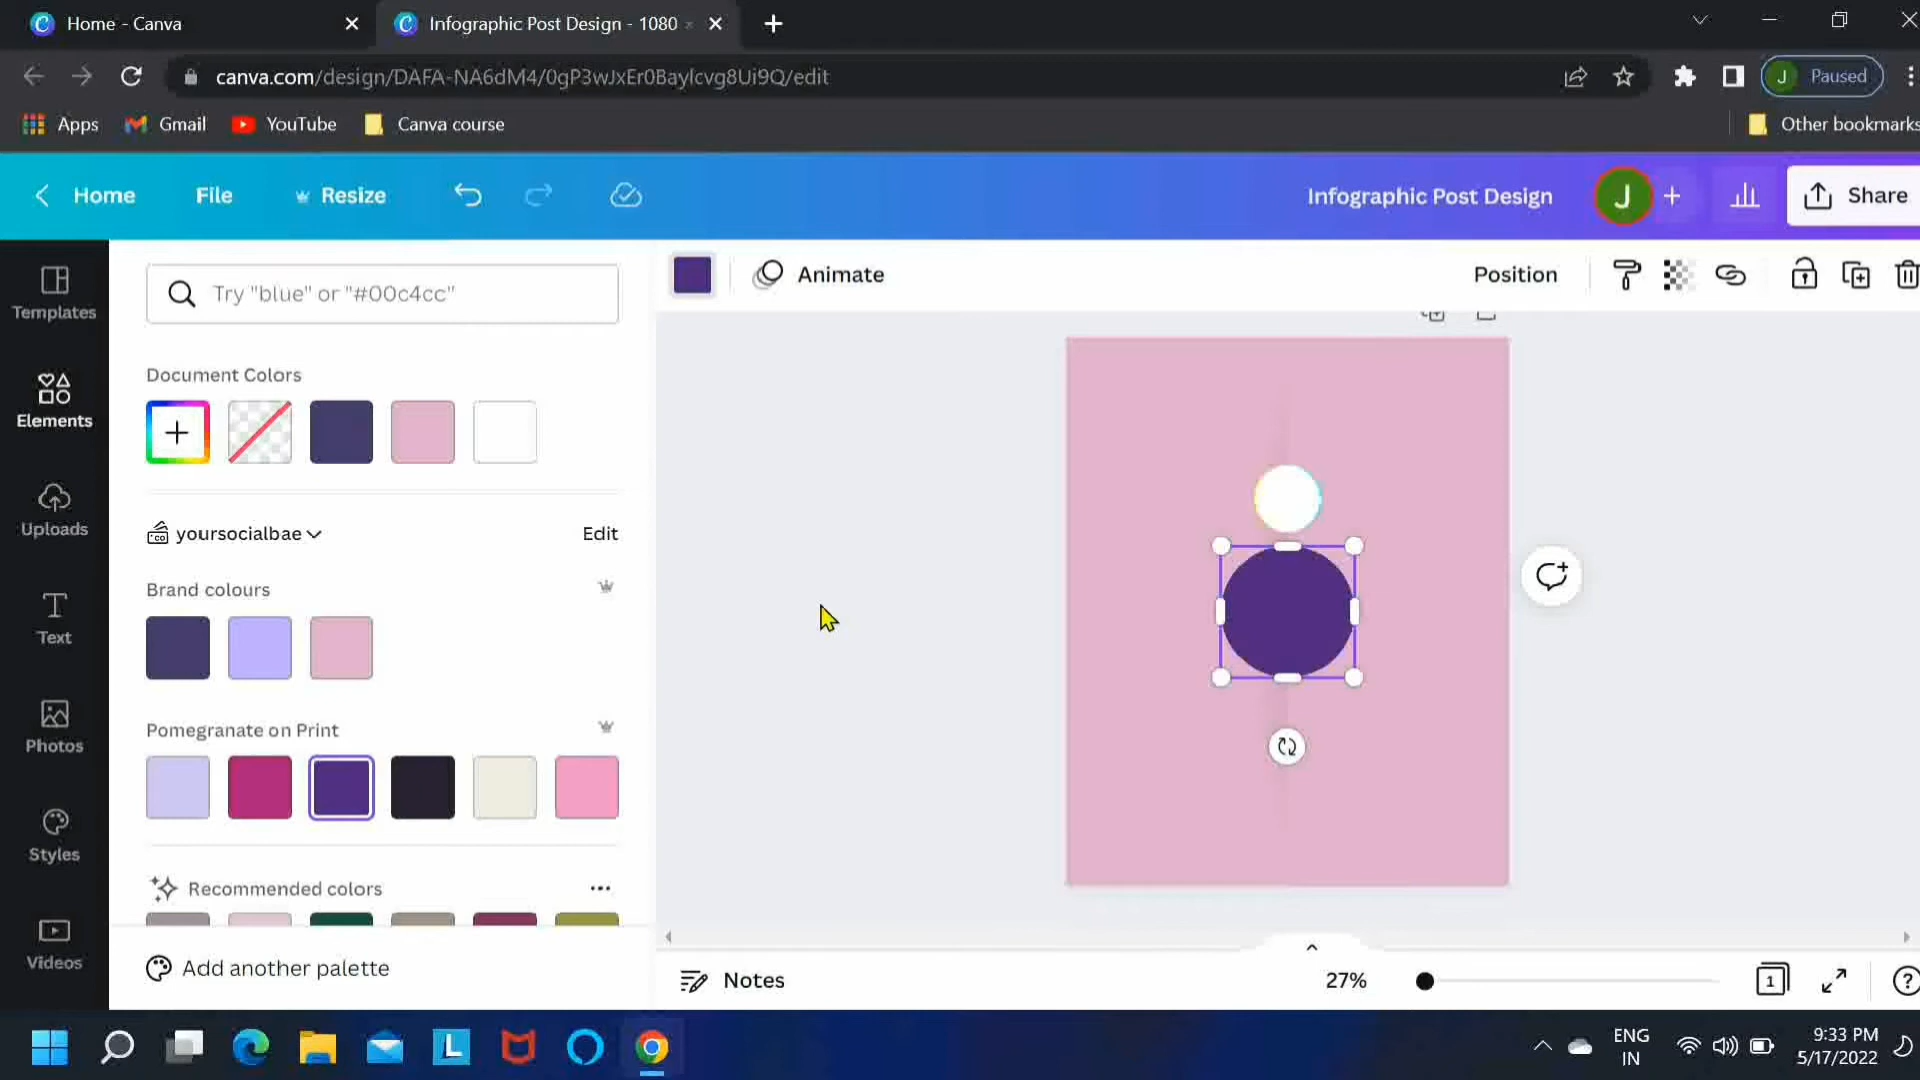 Home - Canva
Infographic Post Design - 1080
canva.com/design/DAFA-NA6dM4/0gP3wJxEr0Baylcvg8Ui9Q/edit
J Paused
Apps
Gmail
YouTube
Canva course
Other bookmarks
Home
File
Resize
Infographic Post Design
J
Share
Templates
Elements
Uploads
Text
Photos
Styles
Videos
Try "blue" or "#00c4cc"
Document Colors
yoursocialbae
Edit
Brand colours
Pomegranate on Print
Recommended colors
Add another palette
Animate
Position
Notes
27%
1
ENG
IN
9:33 PM
5/17/2022